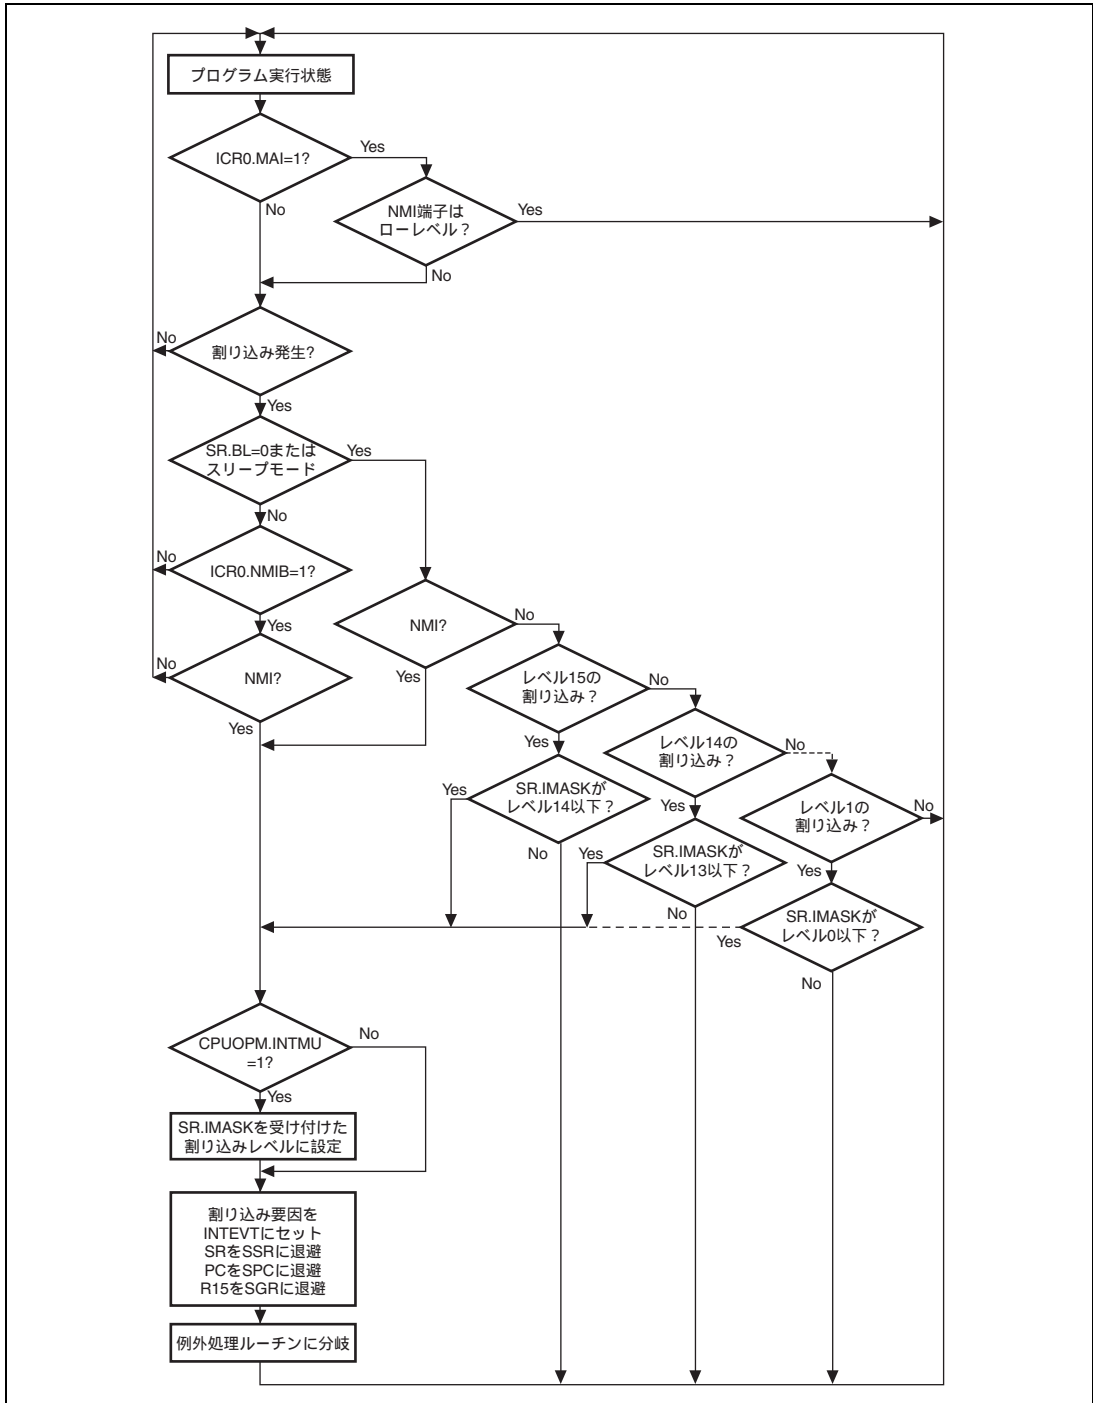 プログラム実行状態
ICR0.MAI=1?
Yes
No
NMI端子は
ローレベル？
Yes
No
割り込み発生?
No
Yes
SR.BL=0または
スリープモード
Yes
No
ICR0.NMIB=1?
No
Yes
NMI?
No
Yes
NMI?
No
Yes
レベル15の
割り込み？
No
Yes
レベル14の
割り込み？
No
Yes
レベル1の
割り込み？
No
Yes
SR.IMASKが
レベル14以下？
Yes
No
SR.IMASKが
レベル13以下？
Yes
No
SR.IMASKが
レベル0以下？
Yes
No
CPUOPM.INTMU
=1?
No
Yes
SR.IMASKを受け付けた
割り込みレベルに設定
割り込み要因を
INTEVTにセット
SRをSSRに退避
PCをSPCに退避
R15をSGRに退避
例外処理ルーチンに分岐